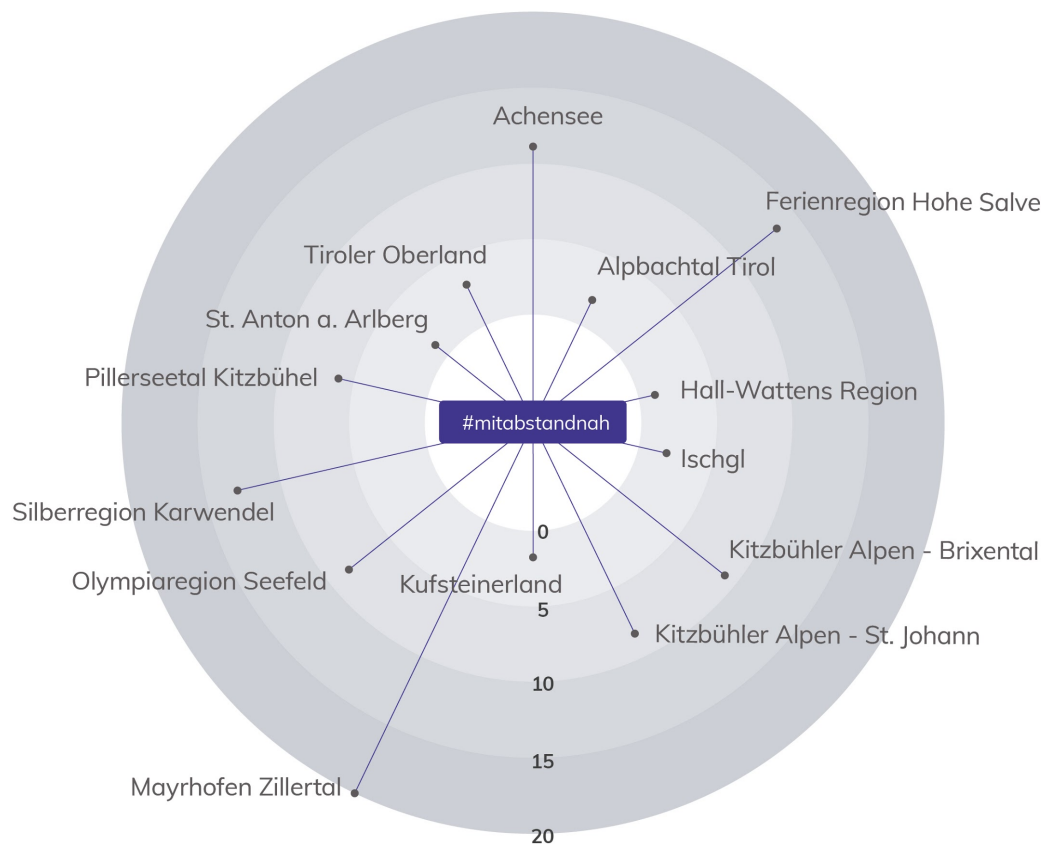 Achensee
Ferienregion Hohe Salve
Tiroler Oberland
Alpbachtal Tirol
St. Anton a. Arlberg
Pillerseetal Kitzbühel
Hall-Wattens Region
#mitabstandnah
Ischgl
Silberregion Karwendel
0
Kitzbühler Alpen - Brixental
Olympiaregion Seefeld
Kufsteinerland
5
Kitzbühler Alpen - St. Johann
10
15
Mayrhofen Zillertal
20